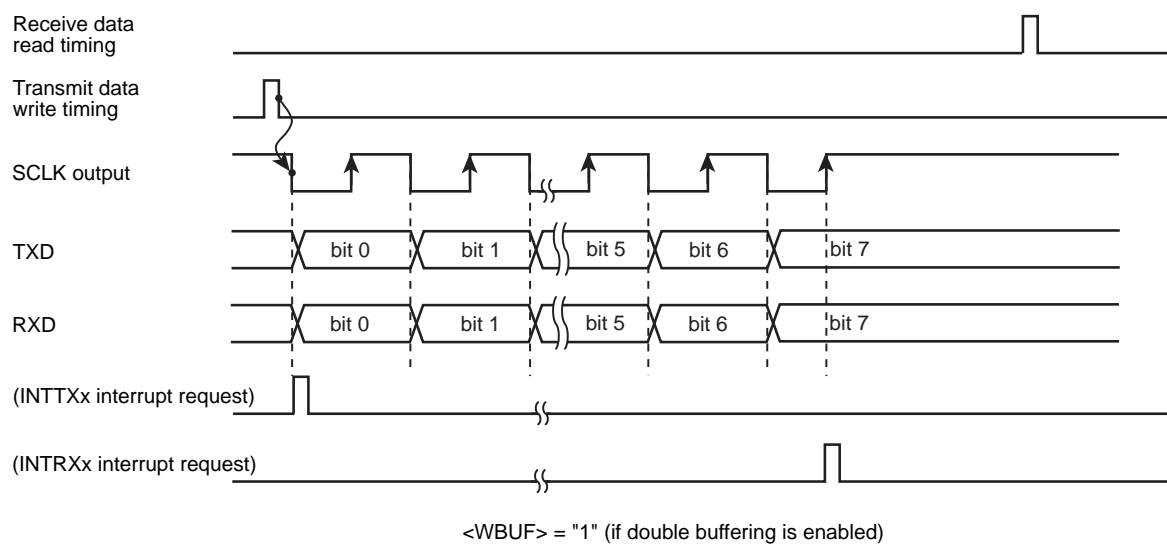 Receive data
read timing
Transmit data
write timing
SCLK output
TXD
bit 0
bit 1
bit 5
bit 6
bit 7
RXD
bit 0
bit 1
bit 5
bit 6
bit 7
(INTTXx interrupt request)
(INTRXx interrupt request)
<WBUF> = "1" (if double buffering is enabled)